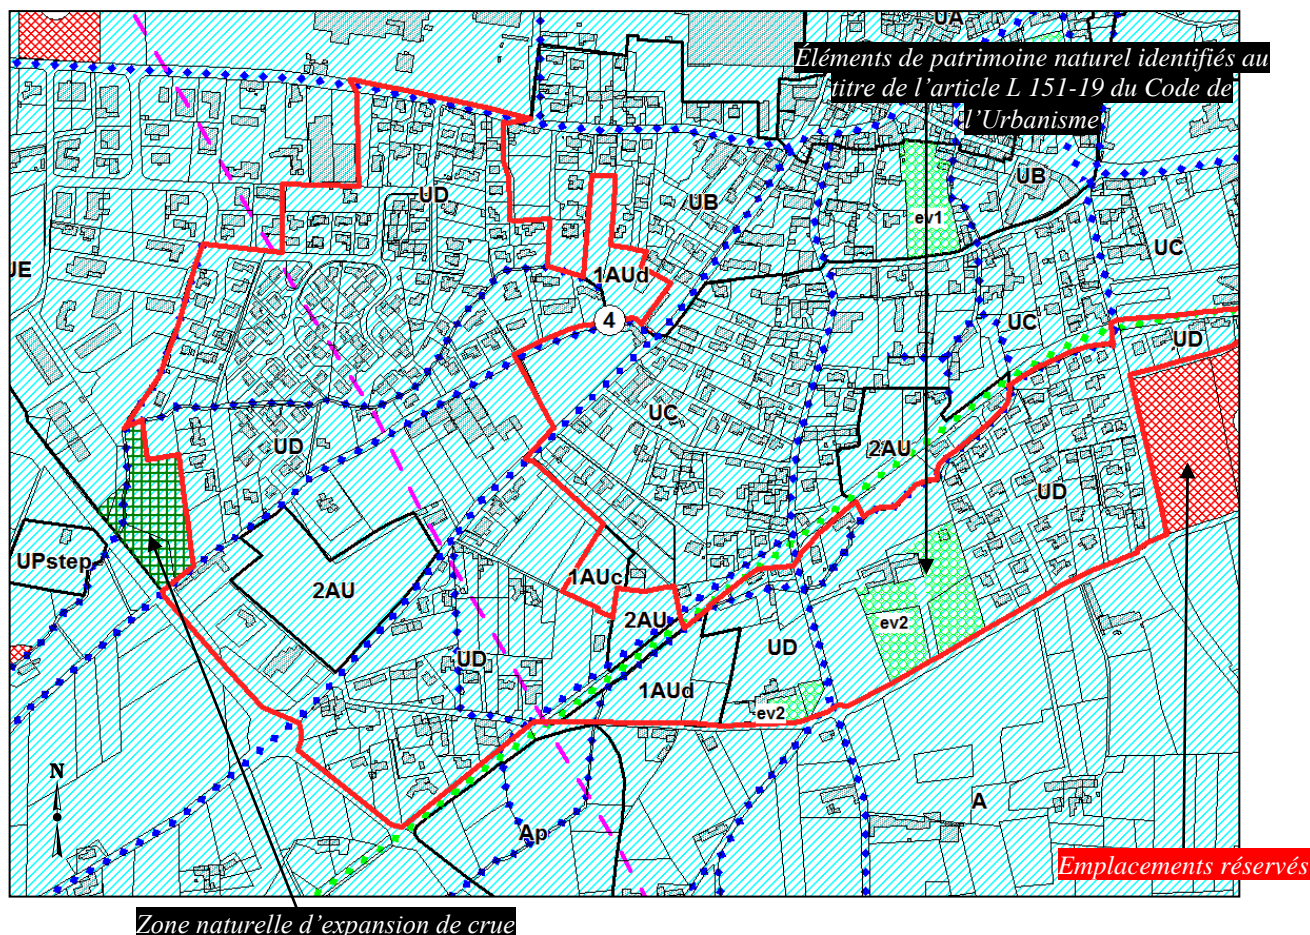 UA
Éléments de patrimoine naturel identifiés au
titre de l'article L 151-19 du Code de
l'Urbanisme
UD
UB
UB
ev1
UC
UE
1AUd
4
UC
UD
UC
UD
2AU
UD
UPstep
2AU
1AUc
2AU
ev2
UD
UD
1AUd
ev2
N
A
Ap
Emplacements réservés
Zone naturelle d'expansion de crue